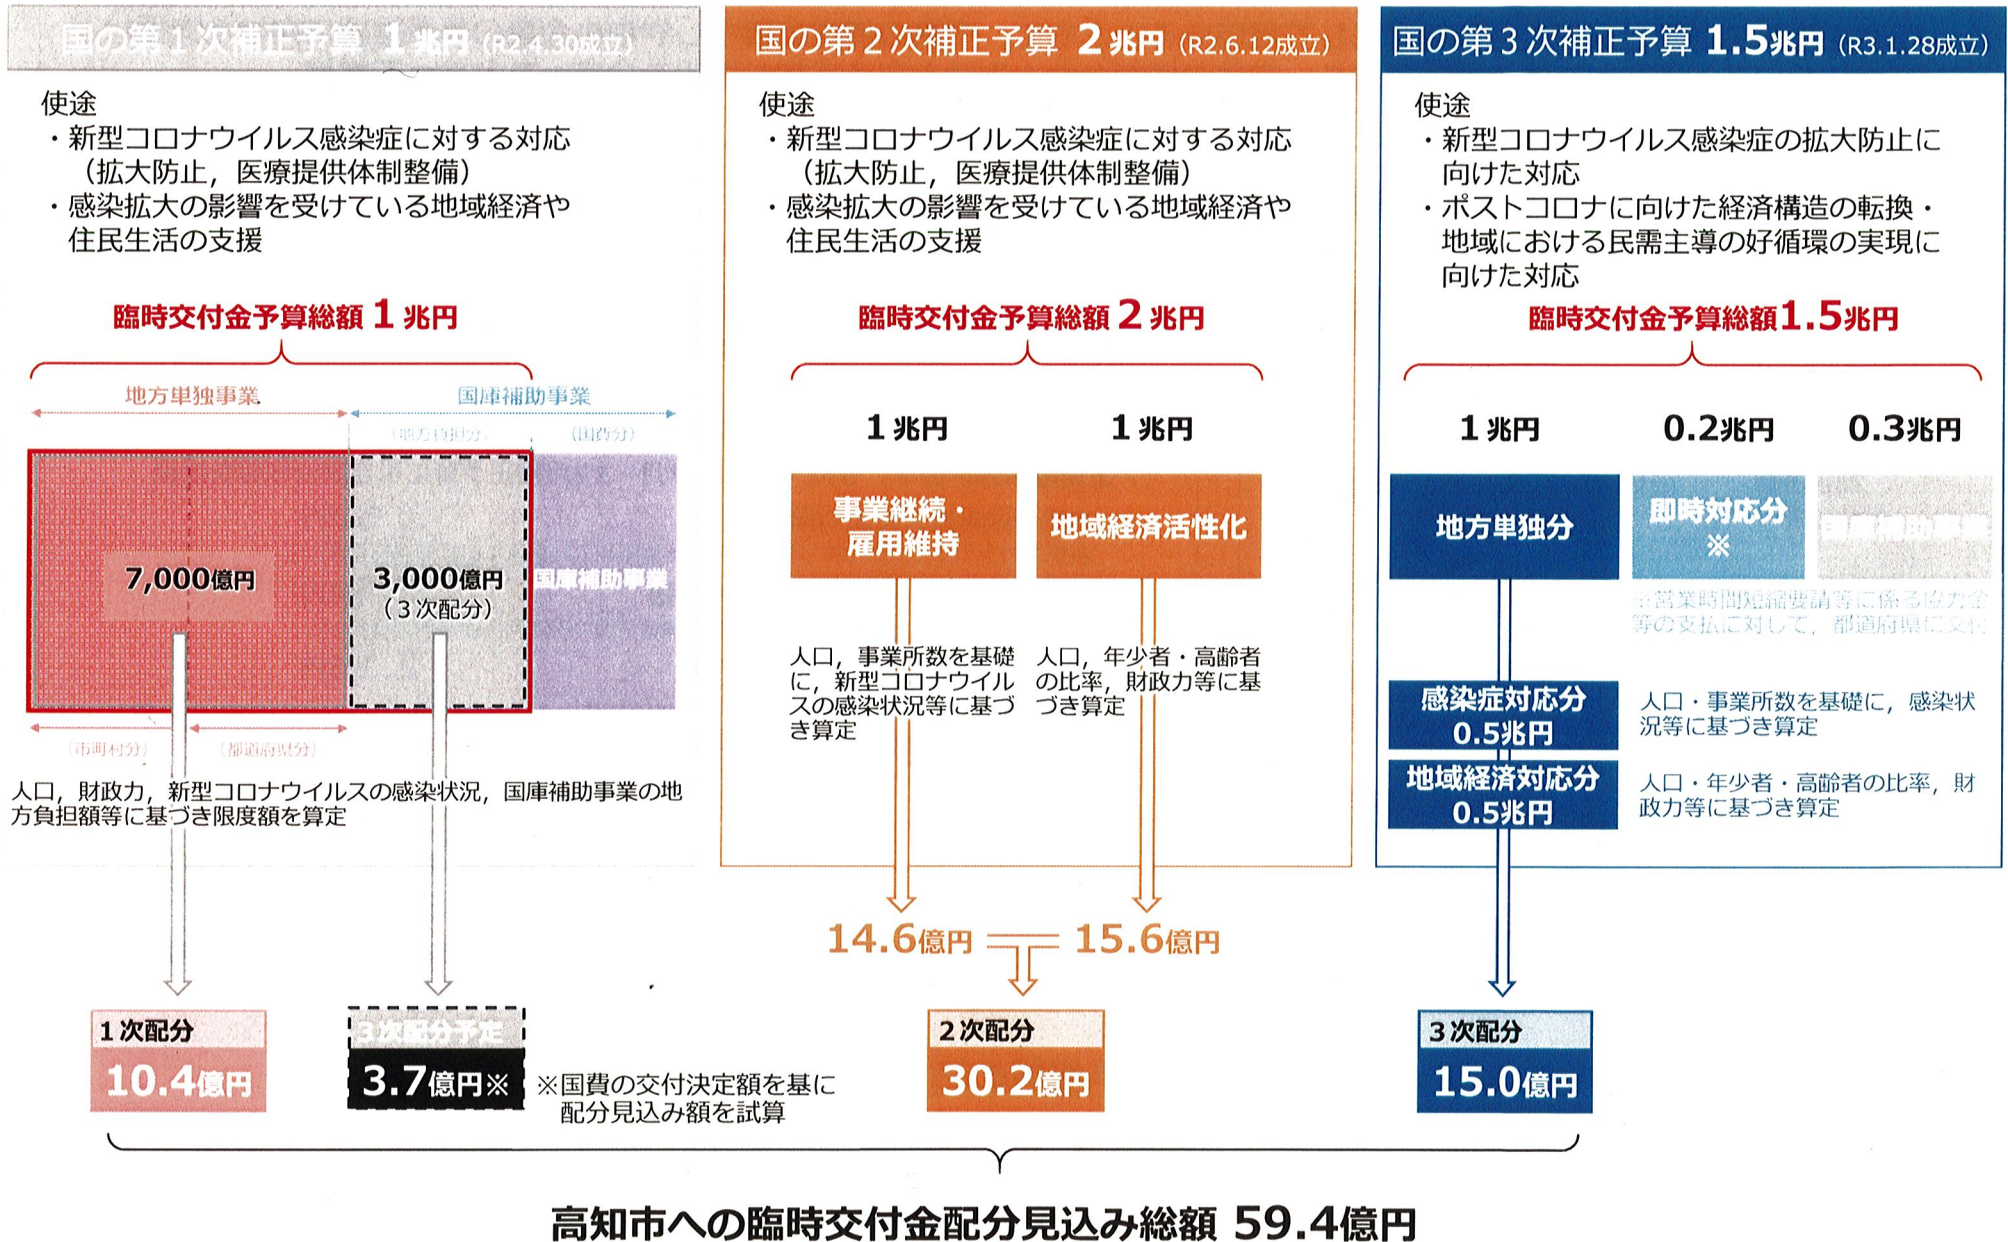 国の第１次補正予算 １兆円（R2.4.30成立）
使途
・新型コロナウイルス感染症に対する対応
（拡大防止，医療提供体制整備）
・感染拡大の影響を受けている地域経済や
住民生活の支援
臨時交付金予算総額 1 兆円
地方単独事業
国庫補助事業
（地方負担分）
（国費分）
7,000億円
3,000億円
（３次配分）
国庫補助事業
（市町村分）
（都道府県分）
人口，財政力，新型コロナウイルスの感染状況，国庫補助事業の地
方負担額等に基づき限度額を算定
１次配分
10.4億円
３次配分予定
3.7億円※
※国費の交付決定額を基に
配分見込み額を試算
国の第２次補正予算 2兆円（R2.6.12成立）
使途
・新型コロナウイルス感染症に対する対応
（拡大防止，医療提供体制整備）
・感染拡大の影響を受けている地域経済や
住民生活の支援
臨時交付金予算総額 2 兆円
1 兆円
1 兆円
事業継続・
雇用維持
地域経済活性化
人口，事業所数を基礎
に，新型コロナウイル
スの感染状況等に基づ
き算定
人口，年少者・高齢者
の比率，財政力等に基
づき算定
14.6億円
15.6億円
２次配分
30.2億円
国の第３次補正予算 1.5兆円（R3.1.28成立）
使途
・新型コロナウイルス感染症の拡大防止に
向けた対応
・ポストコロナに向けた経済構造の転換・
地域における民需主導の好循環の実現に
向けた対応
臨時交付金予算総額1.5兆円
1 兆円
0.2兆円
0.3兆円
地方単独分
即時対応分
※
国庫補助事業
※営業時間短縮要請等に係る協力金
等の支払に対して，都道府県に交付
感染症対応分
0.5兆円
人口・事業所数を基礎に，感染状
況等に基づき算定
地域経済対応分
0.5兆円
人口・年少者・高齢者の比率，財
政力等に基づき算定
３次配分
15.0億円
高知市への臨時交付金配分見込み総額 59.4億円